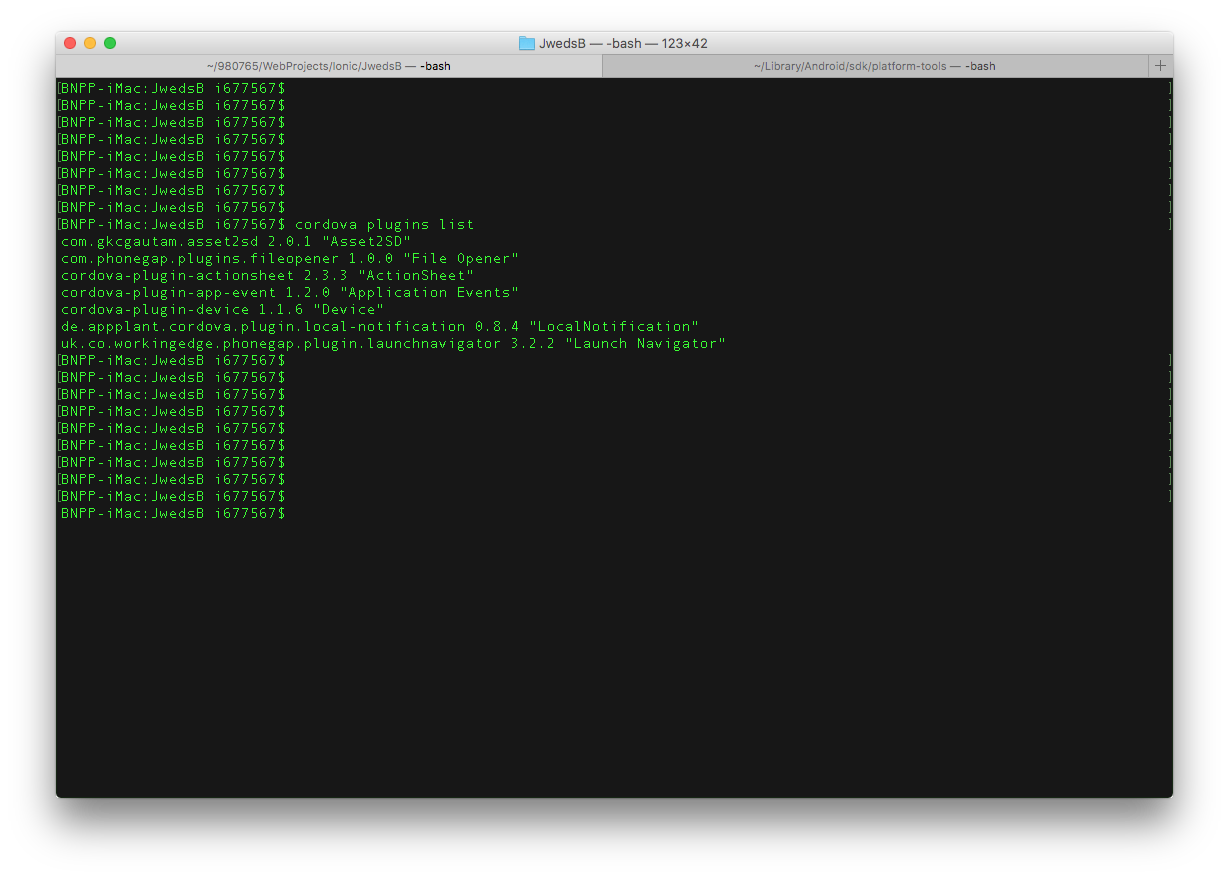 JwedsB — -bash — 123×42
~/980765/WebProjects/Ionic/JwedsB — -bash ~/Library/Android/sdk/platform-tools — -bash +
[BNPP-iMac:JwedsB i677567$ ]
[BNPP-iMac:JwedsB i677567$ ]
[BNPP-iMac:JwedsB i677567$ ]
[BNPP-iMac:JwedsB i677567$ ]
[BNPP-iMac:JwedsB i677567$ ]
[BNPP-iMac:JwedsB i677567$ ]
[BNPP-iMac:JwedsB i677567$ ]
[BNPP-iMac:JwedsB i677567$ ]
[BNPP-iMac:JwedsB i677567$ cordova plugins list ]
com.gkcgautam.asset2sd 2.0.1 "Asset2SD"
com.phonegap.plugins.fileopener 1.0.0 "File Opener"
cordova-plugin-actionsheet 2.3.3 "ActionSheet"
cordova-plugin-app-event 1.2.0 "Application Events"
cordova-plugin-device 1.1.6 "Device"
de.appplant.cordova.plugin.local-notification 0.8.4 "LocalNotification"
uk.co.workingedge.phonegap.plugin.launchnavigator 3.2.2 "Launch Navigator"
[BNPP-iMac:JwedsB i677567$ ]
[BNPP-iMac:JwedsB i677567$ ]
[BNPP-iMac:JwedsB i677567$ ]
[BNPP-iMac:JwedsB i677567$ ]
[BNPP-iMac:JwedsB i677567$ ]
[BNPP-iMac:JwedsB i677567$ ]
[BNPP-iMac:JwedsB i677567$ ]
[BNPP-iMac:JwedsB i677567$ ]
[BNPP-iMac:JwedsB i677567$ ]
BNPP-iMac:JwedsB i677567$